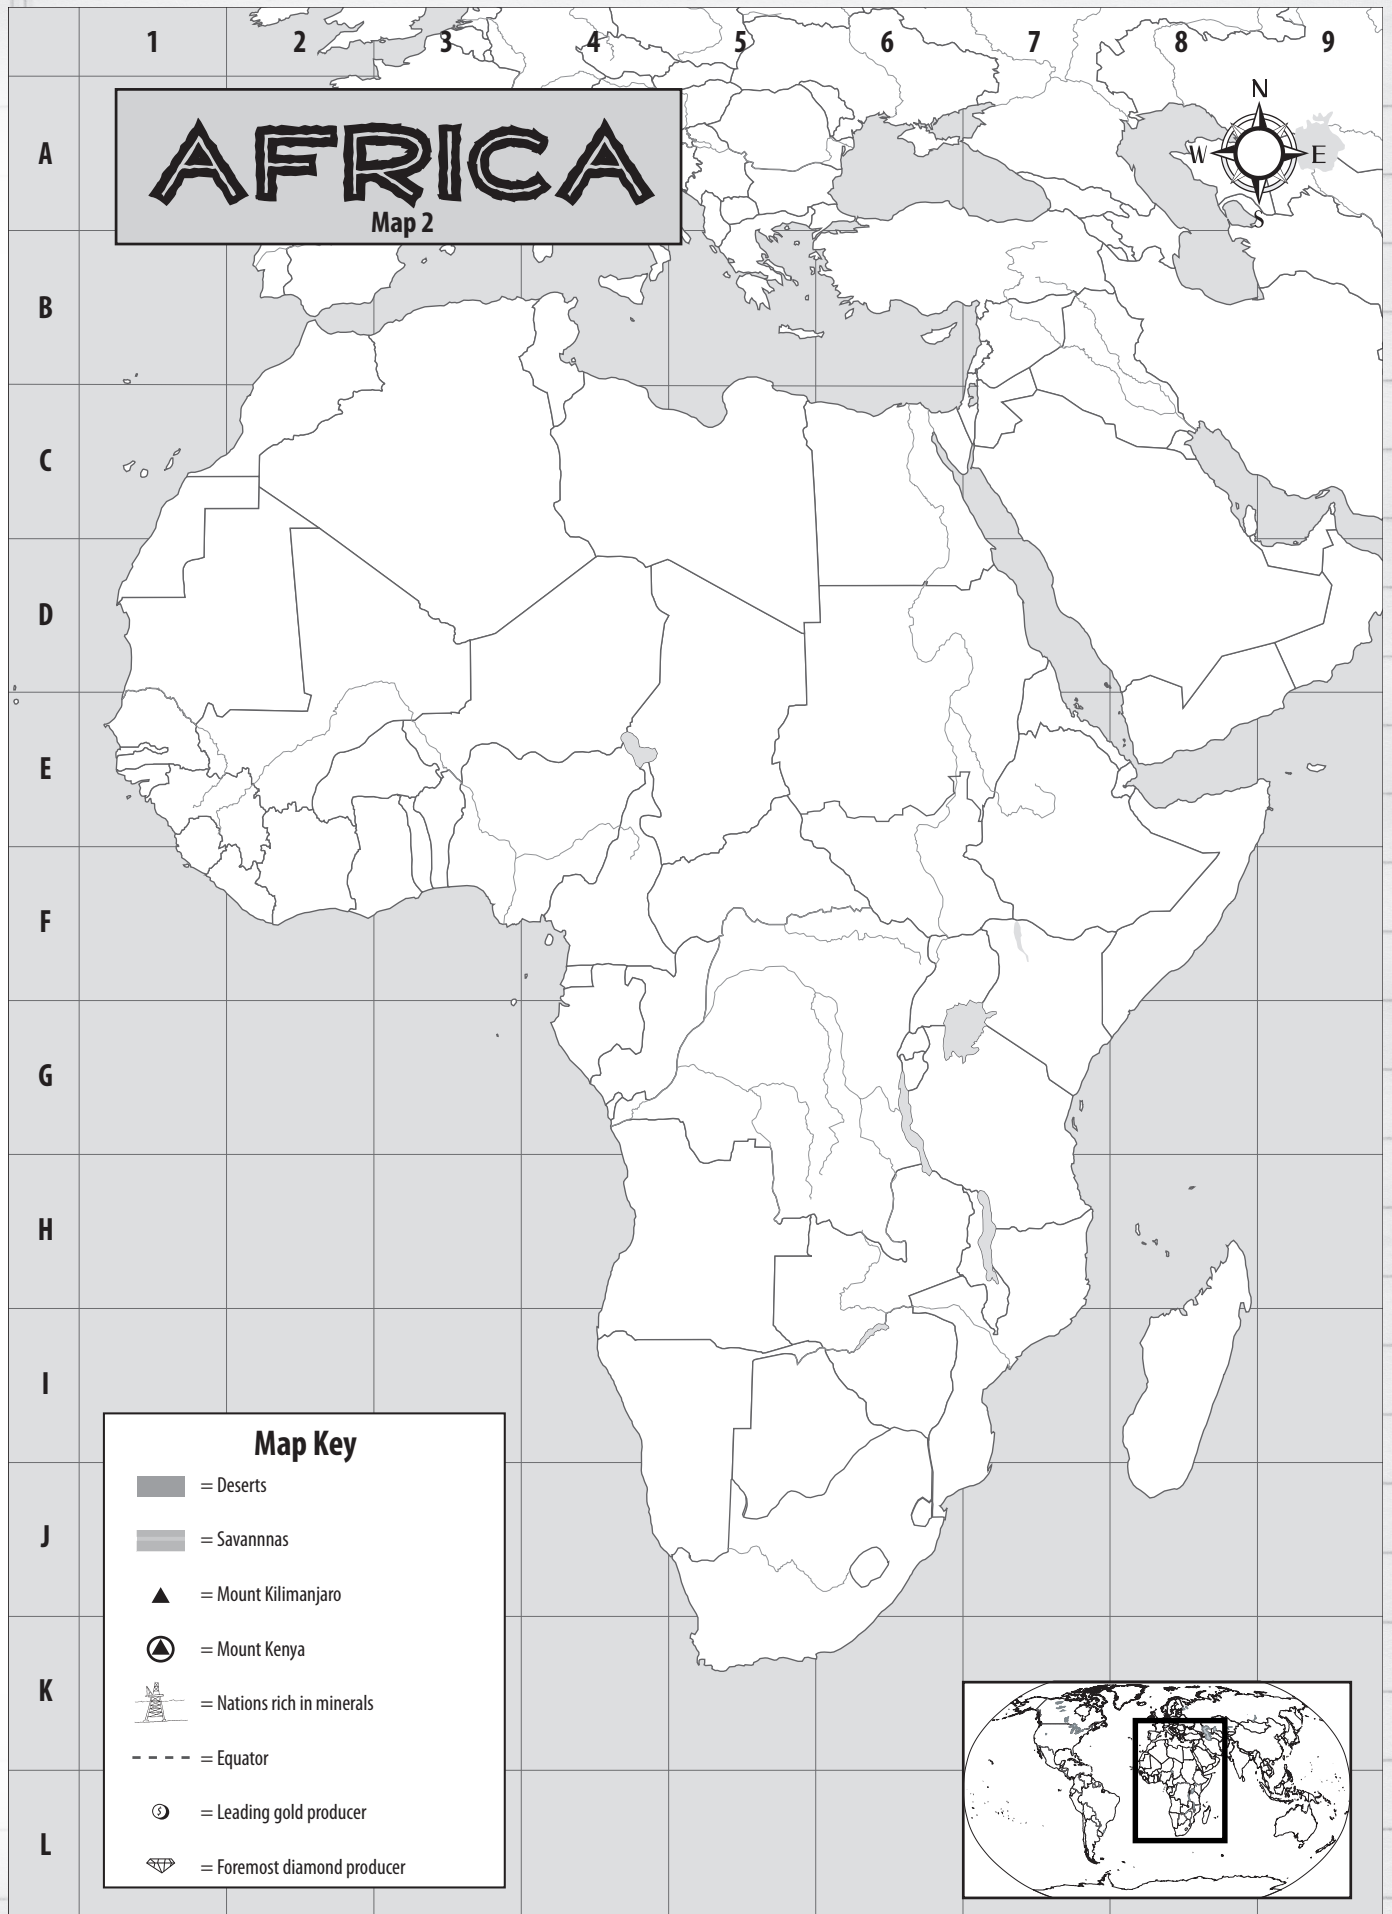 1 2 3 4 5 6 7 8 9
AFRICA
Map 2
N
W E
S
A
B
C
D
E
F
G
H
I
J
K
L
Map Key
= Deserts
= Savannnas
= Mount Kilimanjaro
= Mount Kenya
= Nations rich in minerals
= Equator
= Leading gold producer
= Foremost diamond producer